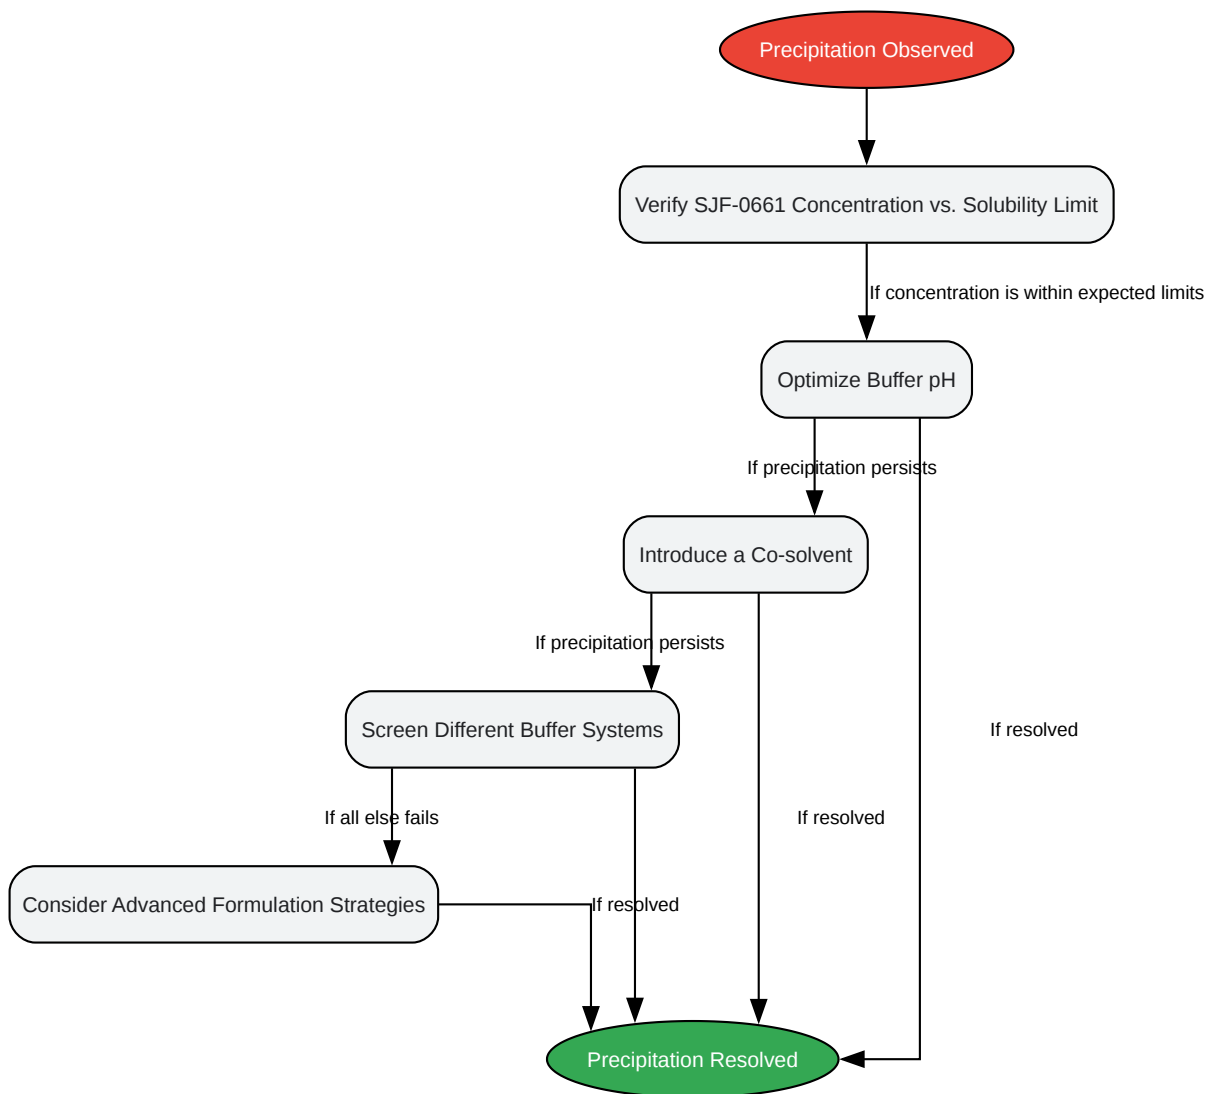 Precipitation Observed
Verify SJF-0661 Concentration vs. Solubility Limit
If concentration is within expected limits
Optimize Buffer pH
If precipitation persists
Introduce a Co-solvent
If precipitation persists
Screen Different Buffer Systems
If resolved
If all else fails
If resolved
Consider Advanced Formulation Strategies
If resolved
Precipitation Resolved